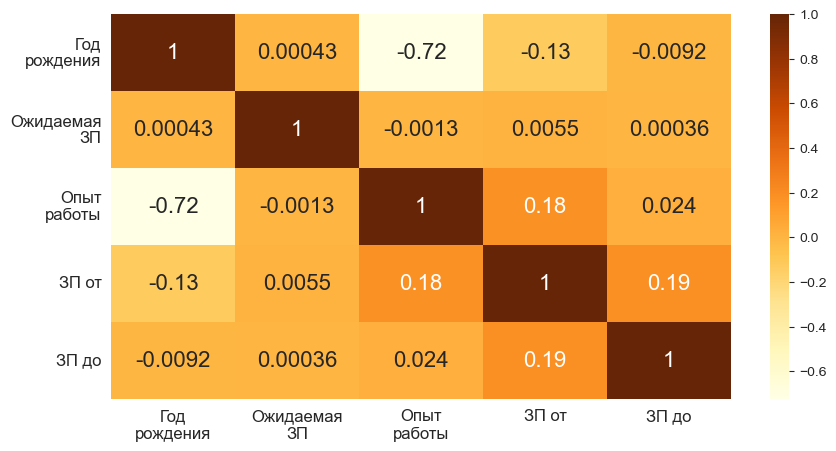 Год
рождения
1 0.00043 -0.72 -0.13 -0.0092
Ожидаемая
ЗП
0.00043 1 -0.0013 0.0055 0.00036
Опыт
работы
-0.72 -0.0013 1 0.18 0.024
ЗП от
-0.13 0.0055 0.18 1 0.19
ЗП до
-0.0092 0.00036 0.024 0.19 1
Год
рождения
Ожидаемая
ЗП
Опыт
работы
ЗП от
ЗП до
1.0
0.8
0.6
0.4
0.2
0.0
−0.2
−0.4
−0.6